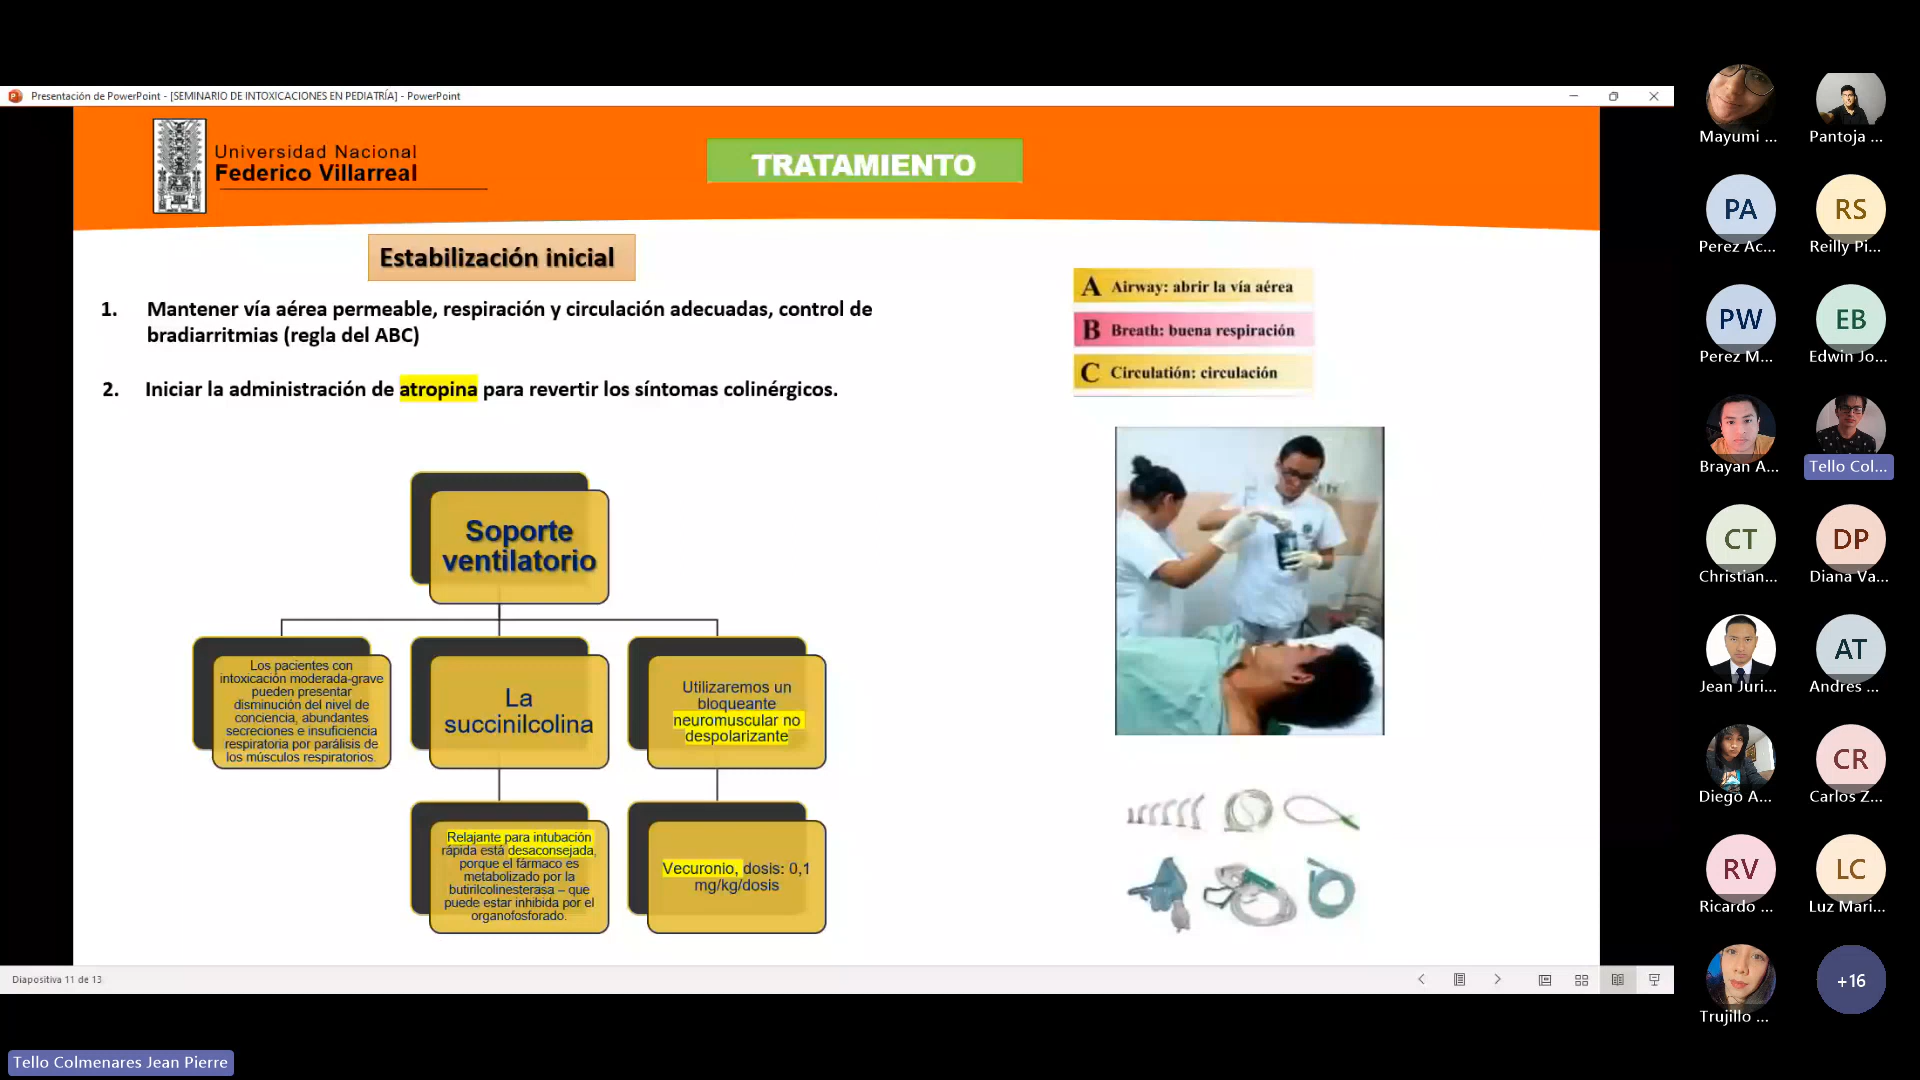 Presentación de PowerPoint - [SEMINARIO DE INTOXICACIONES EN PEDIATRÍA] - PowerPoint
Universidad Nacional
Federico Villarreal
TRATAMIENTO
Estabilización inicial
1. Mantener vía aérea permeable, respiración y circulación adecuadas, control de
bradiarritmias (regla del ABC)
2. Iniciar la administración de atropina para revertir los síntomas colinérgicos.
A Airway: abrir la vía aérea
B Breath: buena respiración
C Circulatión: circulación
Soporte
ventilatorio
Los pacientes con
intoxicación moderada-grave
pueden presentar
disminución del nivel de
conciencia, abundantes
secreciones e insuficiencia
respiratoria por parálisis de
los músculos respiratorios.
La
succinilcolina
Utilizaremos un
bloqueante
neuromuscular no
despolarizante
Relajante para intubación
rápida está desaconsejada,
porque el fármaco es
metabolizado por la
butirilcolinesterasa – que
puede estar inhibida por el
organofosforado.
Vecuronio, dosis: 0,1
mg/kg/dosis
Diapositiva 11 de 13
Mayumi ...
Pantoja ...
PA
Perez Ac...
RS
Reilly Pi...
PW
Perez M...
EB
Edwin Jo...
Brayan A...
Tello Col...
CT
Christian...
DP
Diana Va...
Jean Juri...
AT
Andres ...
Diego A...
CR
Carlos Z...
RV
Ricardo ...
LC
Luz Mari...
Trujillo ...
+16
Tello Colmenares Jean Pierre